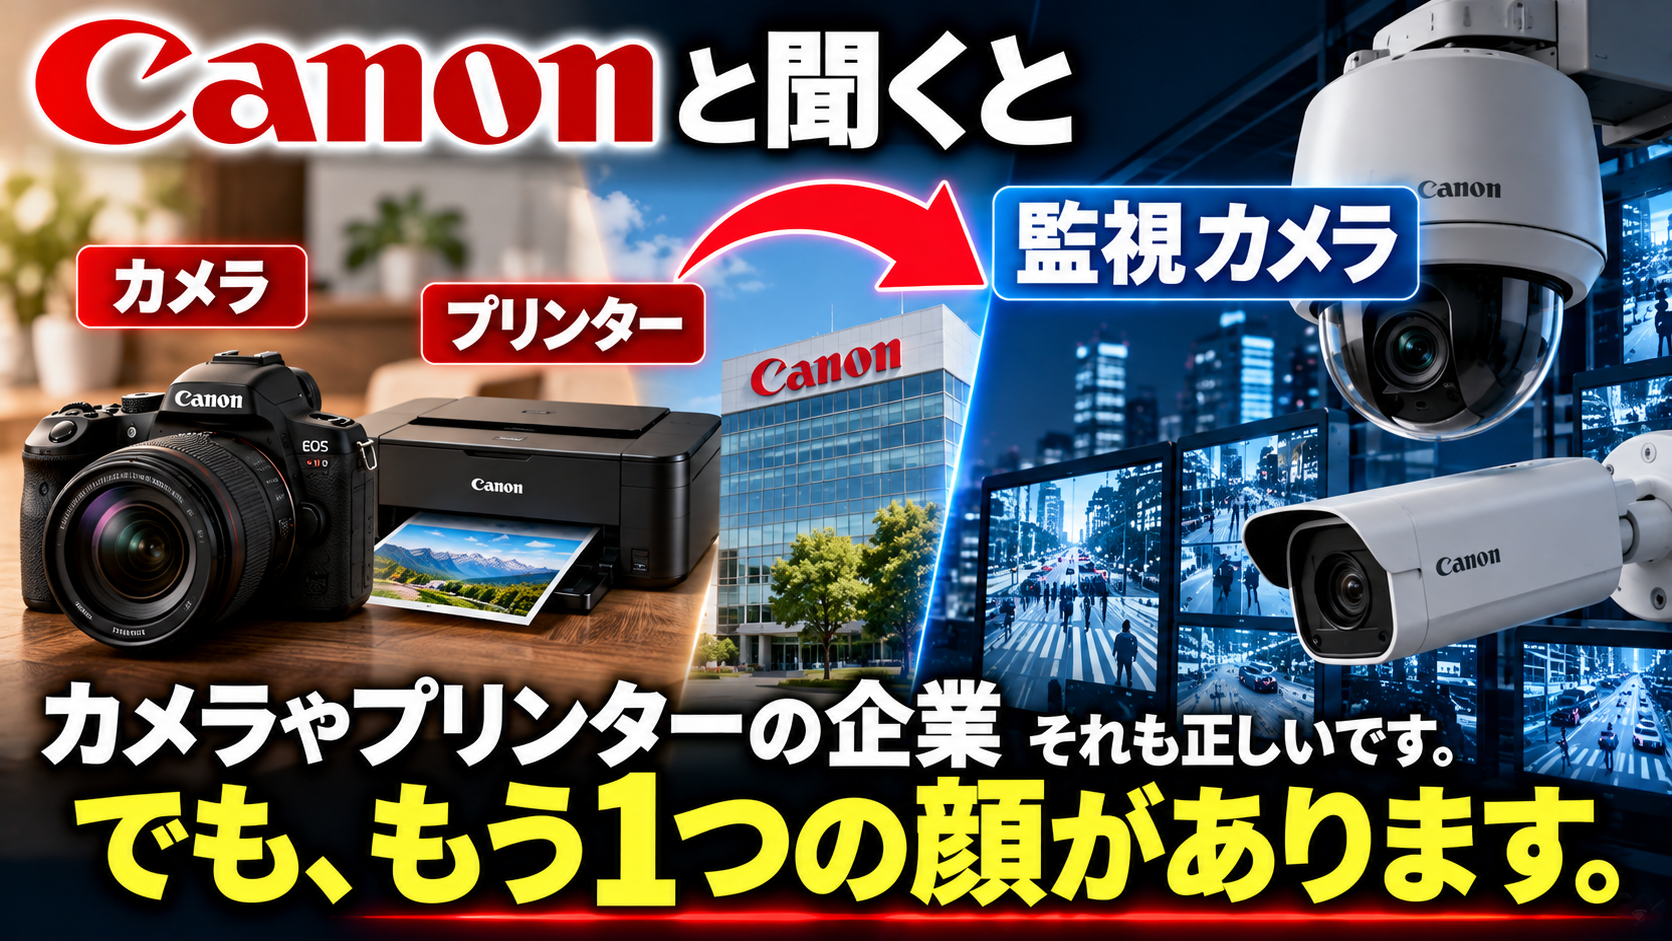 Canonと聞くと
監視カメラ
Canon
カメラ
プリンター
Canon
Canon
EOS
Canon
Canon
カメラやプリンターの企業 それも正しいです。
でも、もう1つの顔があります。